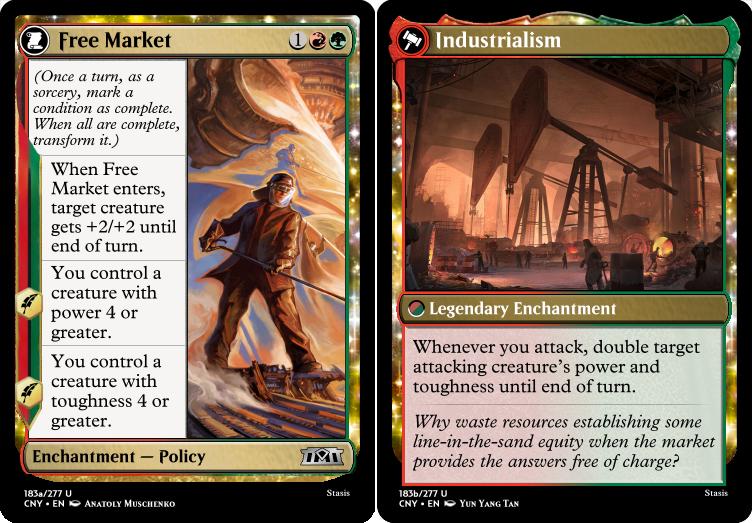 Free Market 1
(Once a turn, as a
sorcery, mark a
condition as complete.
When all are complete,
transform it.)
When Free
Market enters,
target creature
gets +2/+2 until
end of turn.
You control a
creature with
power 4 or
greater.
You control a
creature with
toughness 4 or
greater.
Enchantment — Policy
183a/277 U
CNY • EN ANATOLY MUSCHENKO
Stasis
Industrialism
Legendary Enchantment
Whenever you attack, double target
attacking creature's power and
toughness until end of turn.
Why waste resources establishing some
line-in-the-sand equity when the market
provides the answers free of charge?
183b/277 U
CNY • EN YUN YANG TAN
Stasis